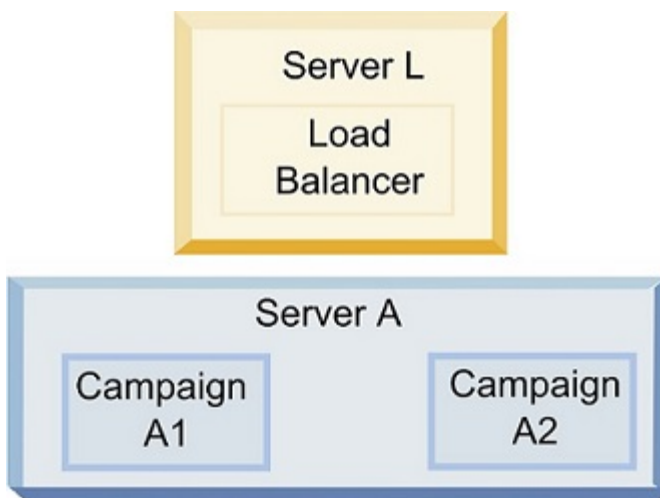 Server L
Load
Balancer
Server A
Campaign
A1
Campaign
A2